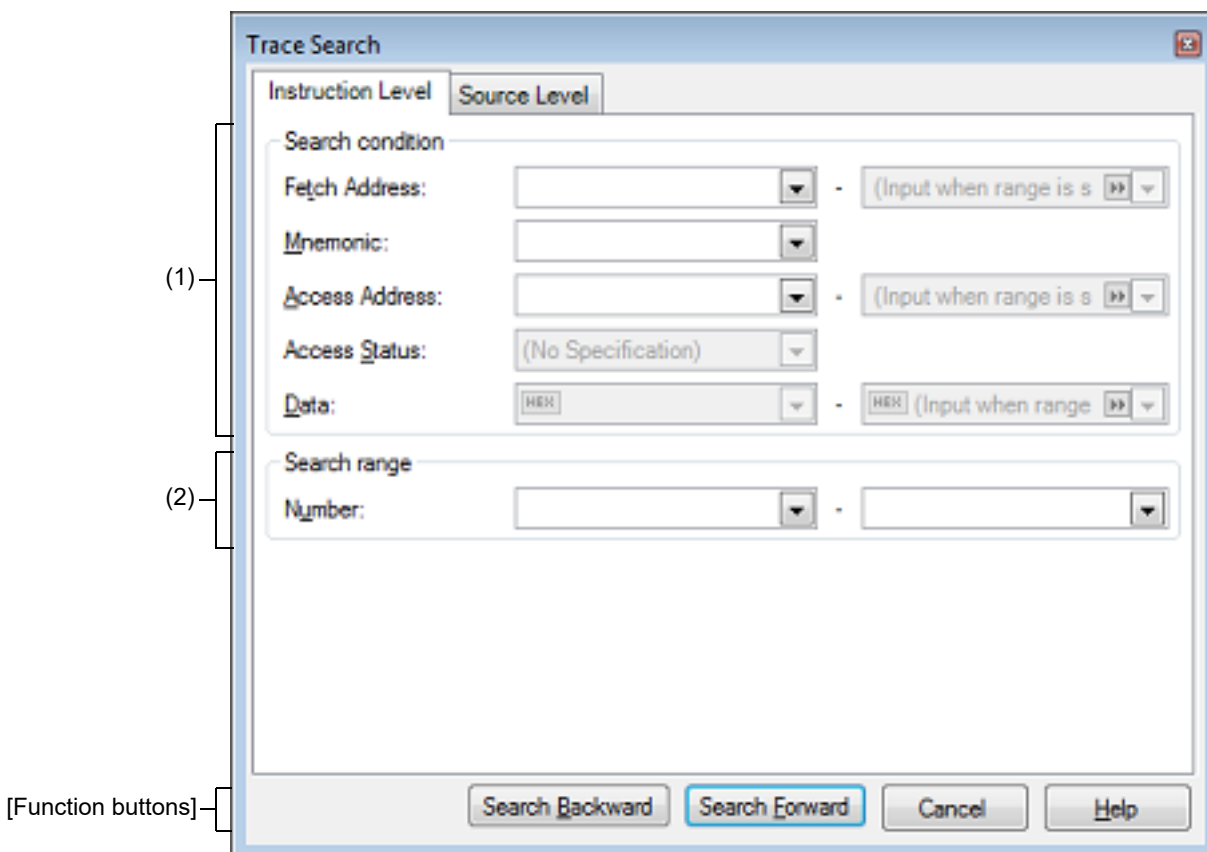 Trace Search
Instruction Level Source Level
(1)
Search condition
Fetch Address: - (Input when range is s
Mnemonic:
Access Address: - (Input when range is s
Access Status: (No Specification)
Data: HEX - HEX (Input when range
(2)
Search range
Number: -
[Function buttons]
Search Backward Search Forward Cancel Help